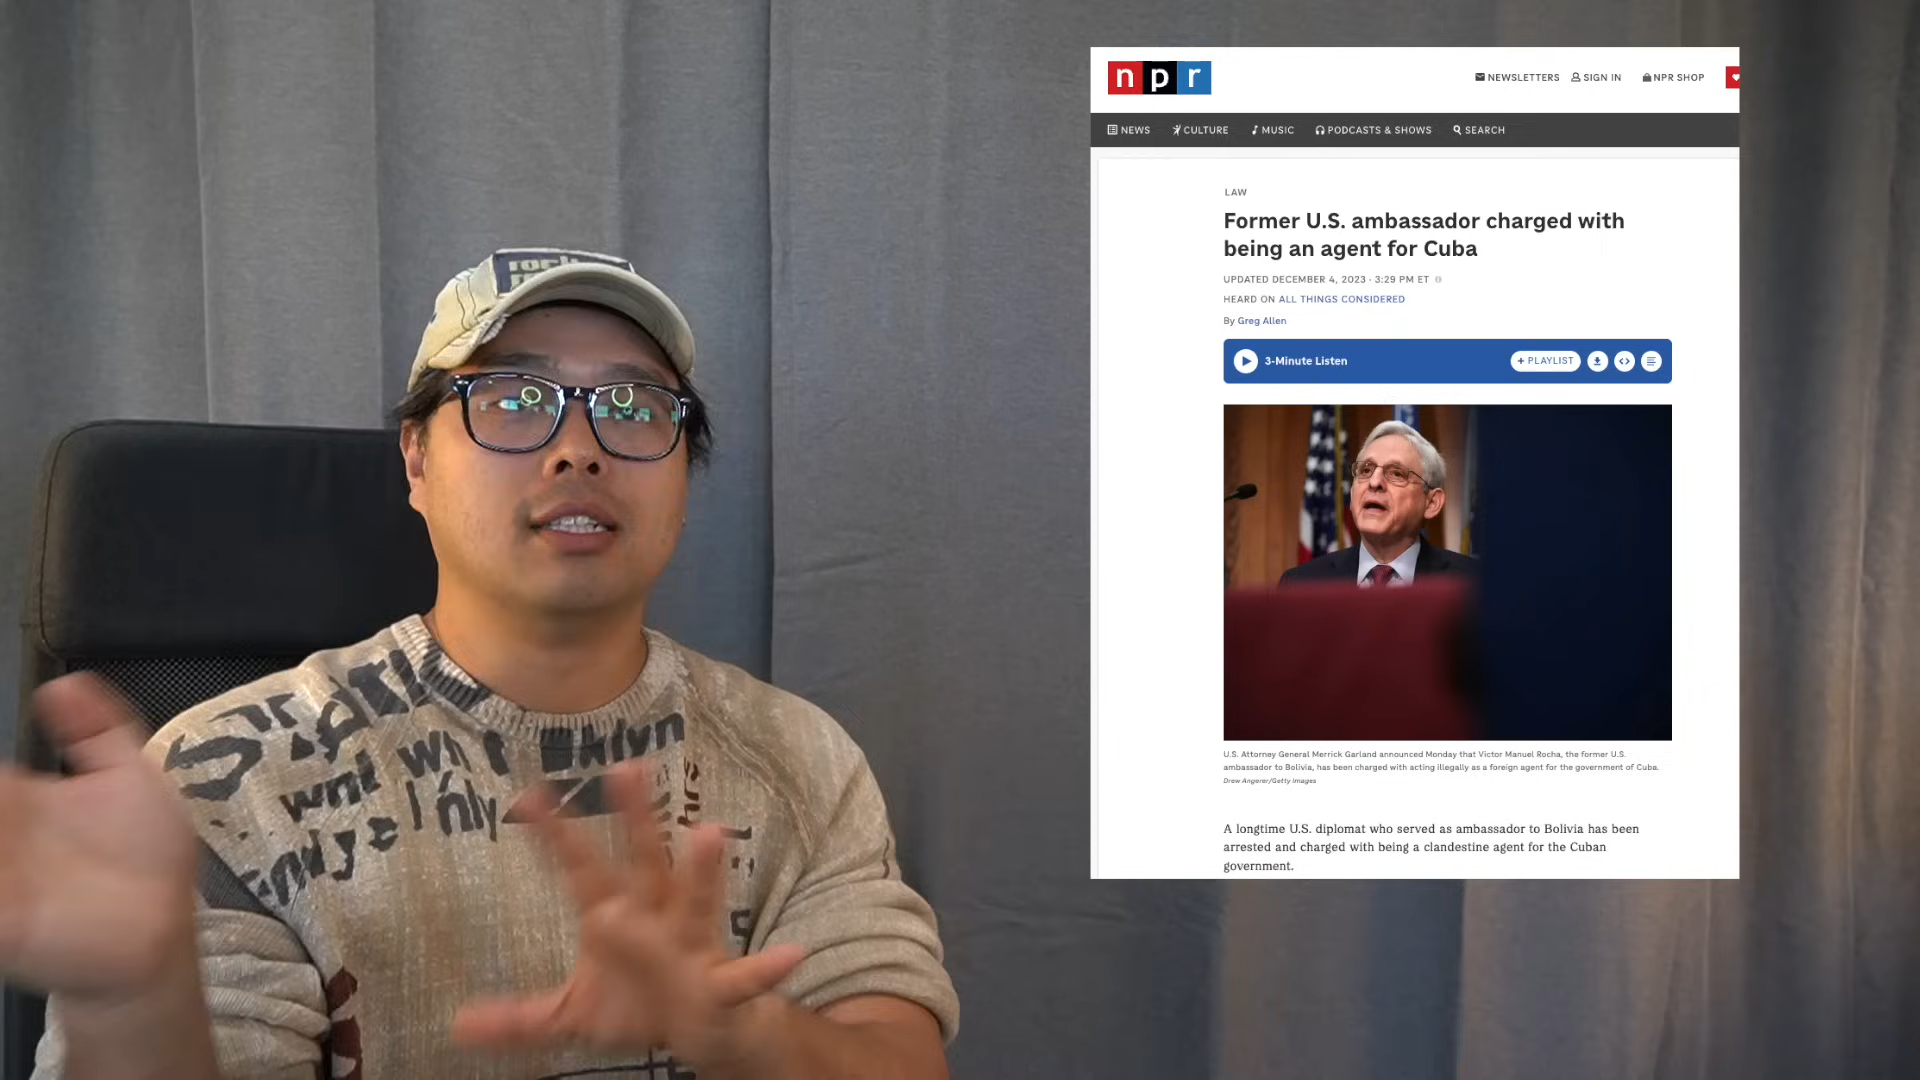 npr
NEWSLETTERS SIGN IN NPR SHOP
NEWS CULTURE MUSIC PODCASTS & SHOWS SEARCH
LAW
Former U.S. ambassador charged with
being an agent for Cuba
UPDATED DECEMBER 4, 2023 · 3:29 PM ET
HEARD ON ALL THINGS CONSIDERED
By Greg Allen
3-Minute Listen
+ PLAYLIST
U.S. Attorney General Merrick Garland announced Monday that Victor Manuel Rocha, the former U.S.
ambassador to Bolivia, has been charged with acting illegally as a foreign agent for the government of Cuba.
Drew Angerer/Getty Images
A longtime U.S. diplomat who served as ambassador to Bolivia has been
arrested and charged with being a clandestine agent for the Cuban
government.